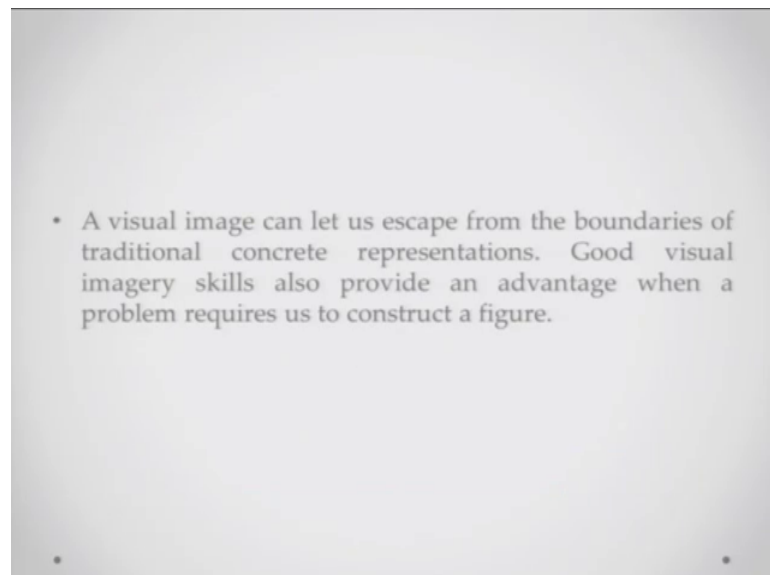 • A visual image can let us escape from the boundaries of
traditional concrete representations. Good visual
imagery skills also provide an advantage when a
problem requires us to construct a figure.